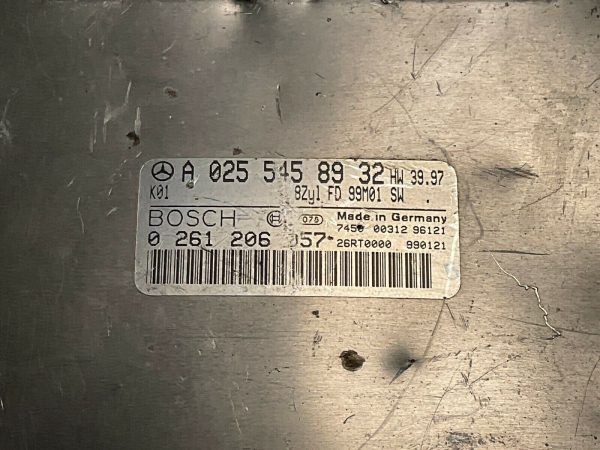 A 025 545 89 32 HW 39.97
K01 8Zyl FD 99M01 SW .
BOSCH 075 Made in Germany
7450 00312 96121
0 261 206 057 26RT0000 990121